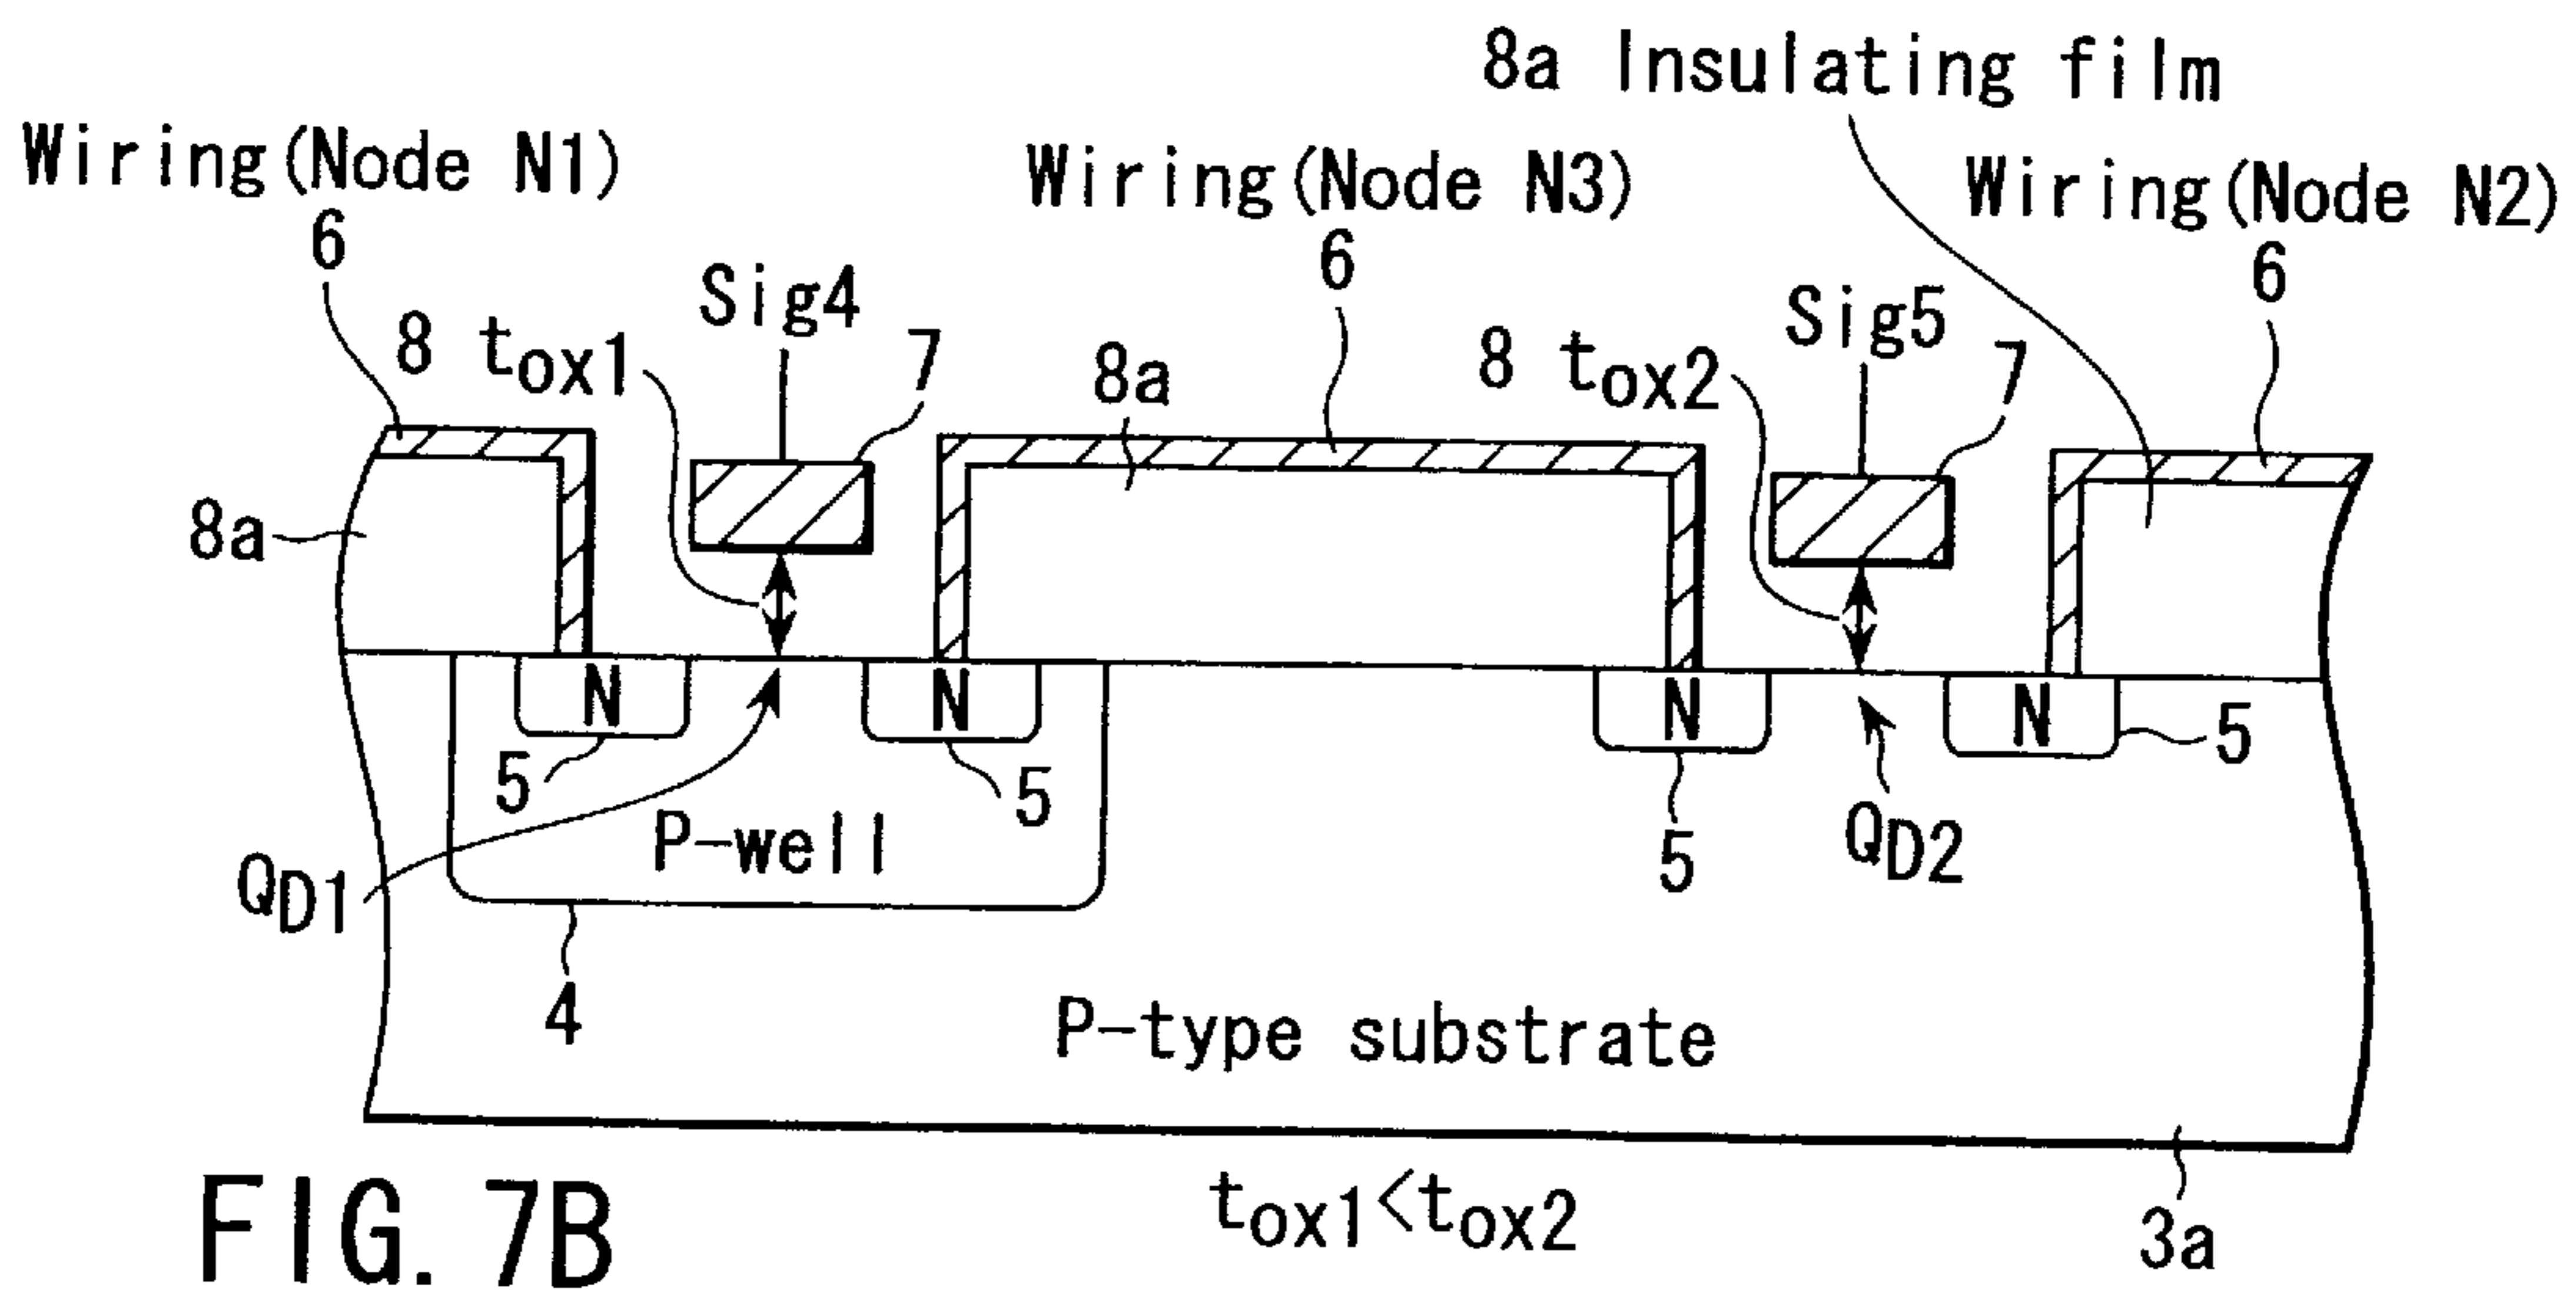 8a Insulating film
Wiring(Node N1)
Wiring(Node N3)
Wiring(Node N2)
6
6
6
Sig4
Sig5
8 tox1
7
8a
8 tox2
7
8a
N
N
N
N
5
5
5
5
P-well
QD1
QD2
4
P-type substrate
tox1<tox2
3a
FIG. 7B